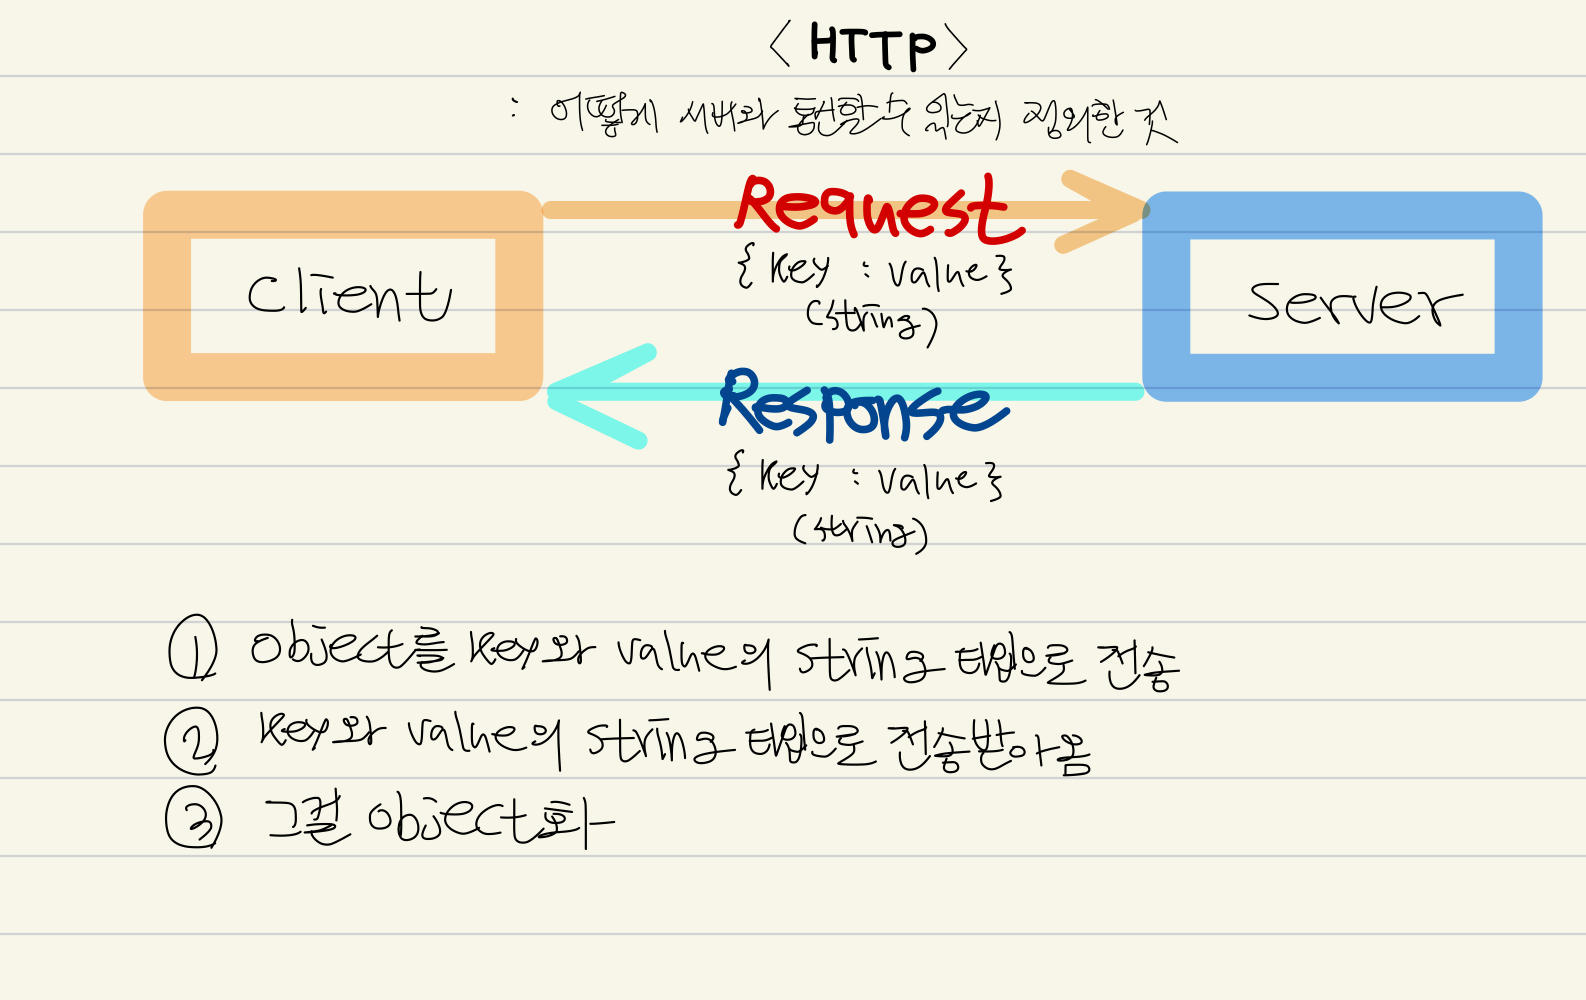 < HTTP >
: 어떻게 서버와 통신할수 있는지 정의한 것
Request
client
{ key : value }
server
(string)
Response
{ key : value }
(string)
① object를 key와 value의 string 타입으로 전송
② key와 value의 string 타입으로 전송받아옴
③ 그걸 object화